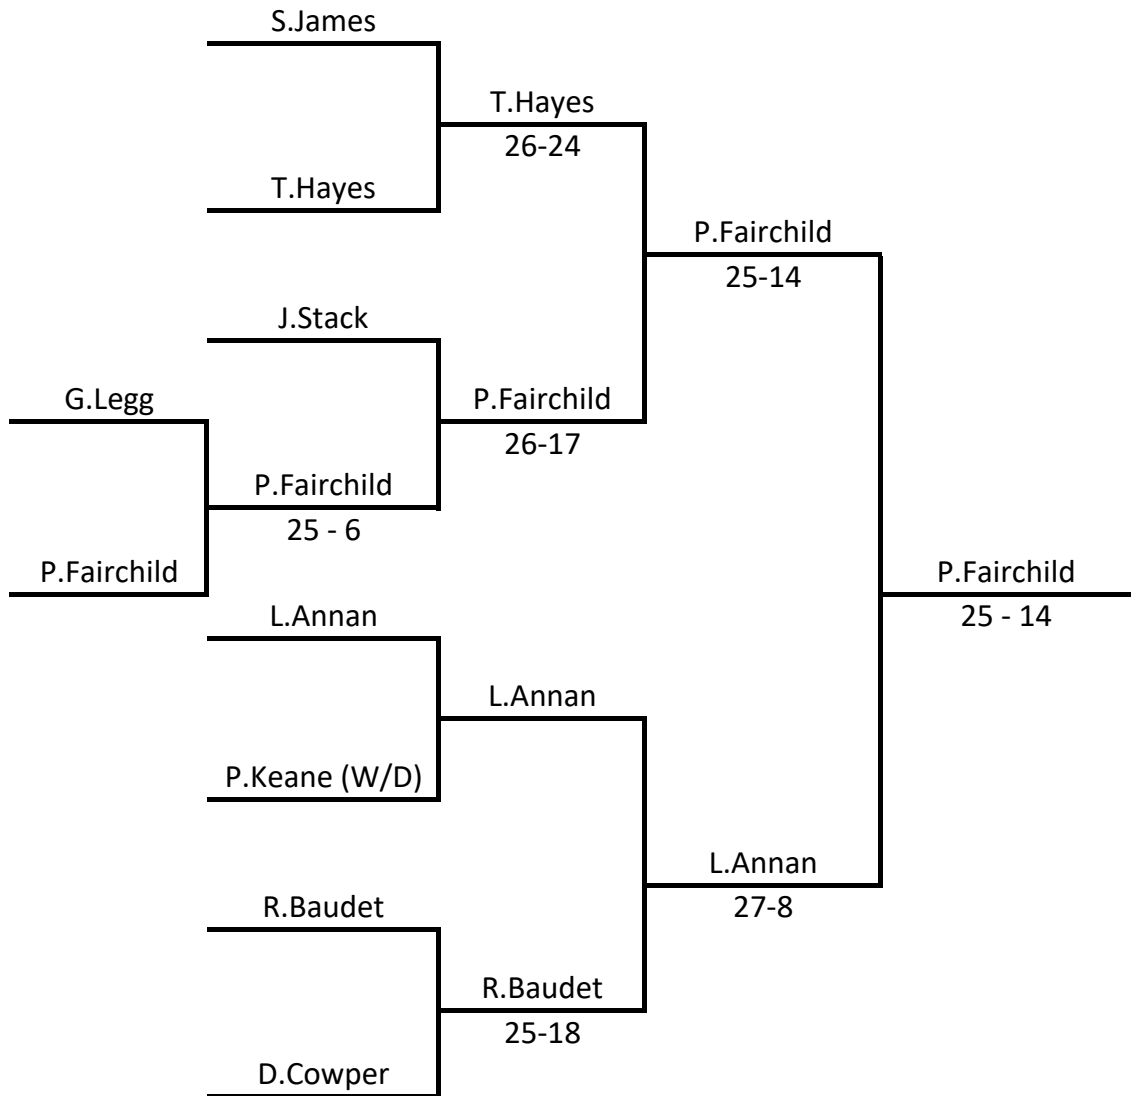 S.James
T.Hayes
26-24
T.Hayes
P.Fairchild
25-14
J.Stack
G.Legg
P.Fairchild
26-17
P.Fairchild
25 - 6
P.Fairchild
P.Fairchild
25 - 14
L.Annan
L.Annan
P.Keane (W/D)
L.Annan
27-8
R.Baudet
R.Baudet
25-18
D.Cowper